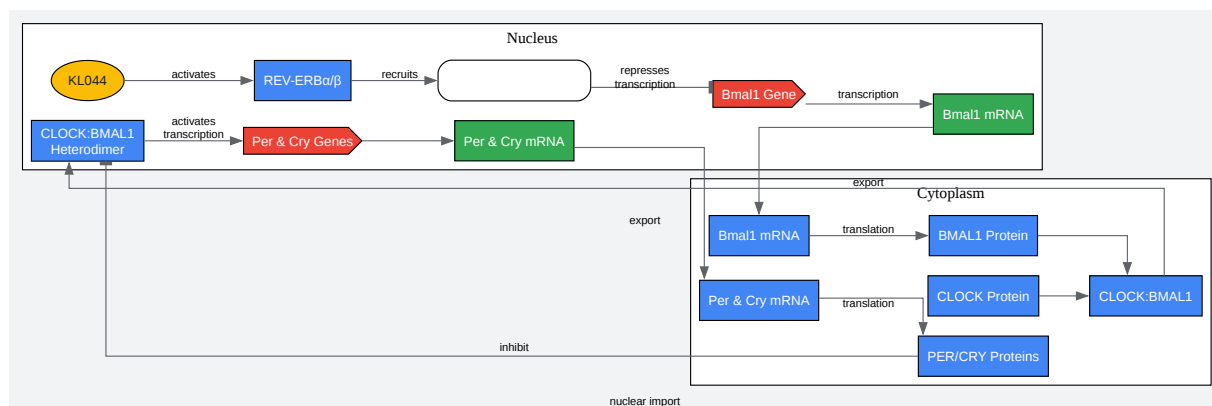 Nucleus
KL044
activates
REV-ERBα/β
recruits
represses
transcription
Bmal1 Gene
transcription
Bmal1 mRNA
CLOCK:BMAL1
Heterodimer
activates
transcription
Per & Cry Genes
Per & Cry mRNA
export
Cytoplasm
export
Bmal1 mRNA
translation
BMAL1 Protein
Per & Cry mRNA
translation
CLOCK Protein
CLOCK:BMAL1
inhibit
PER/CRY Proteins
nuclear import